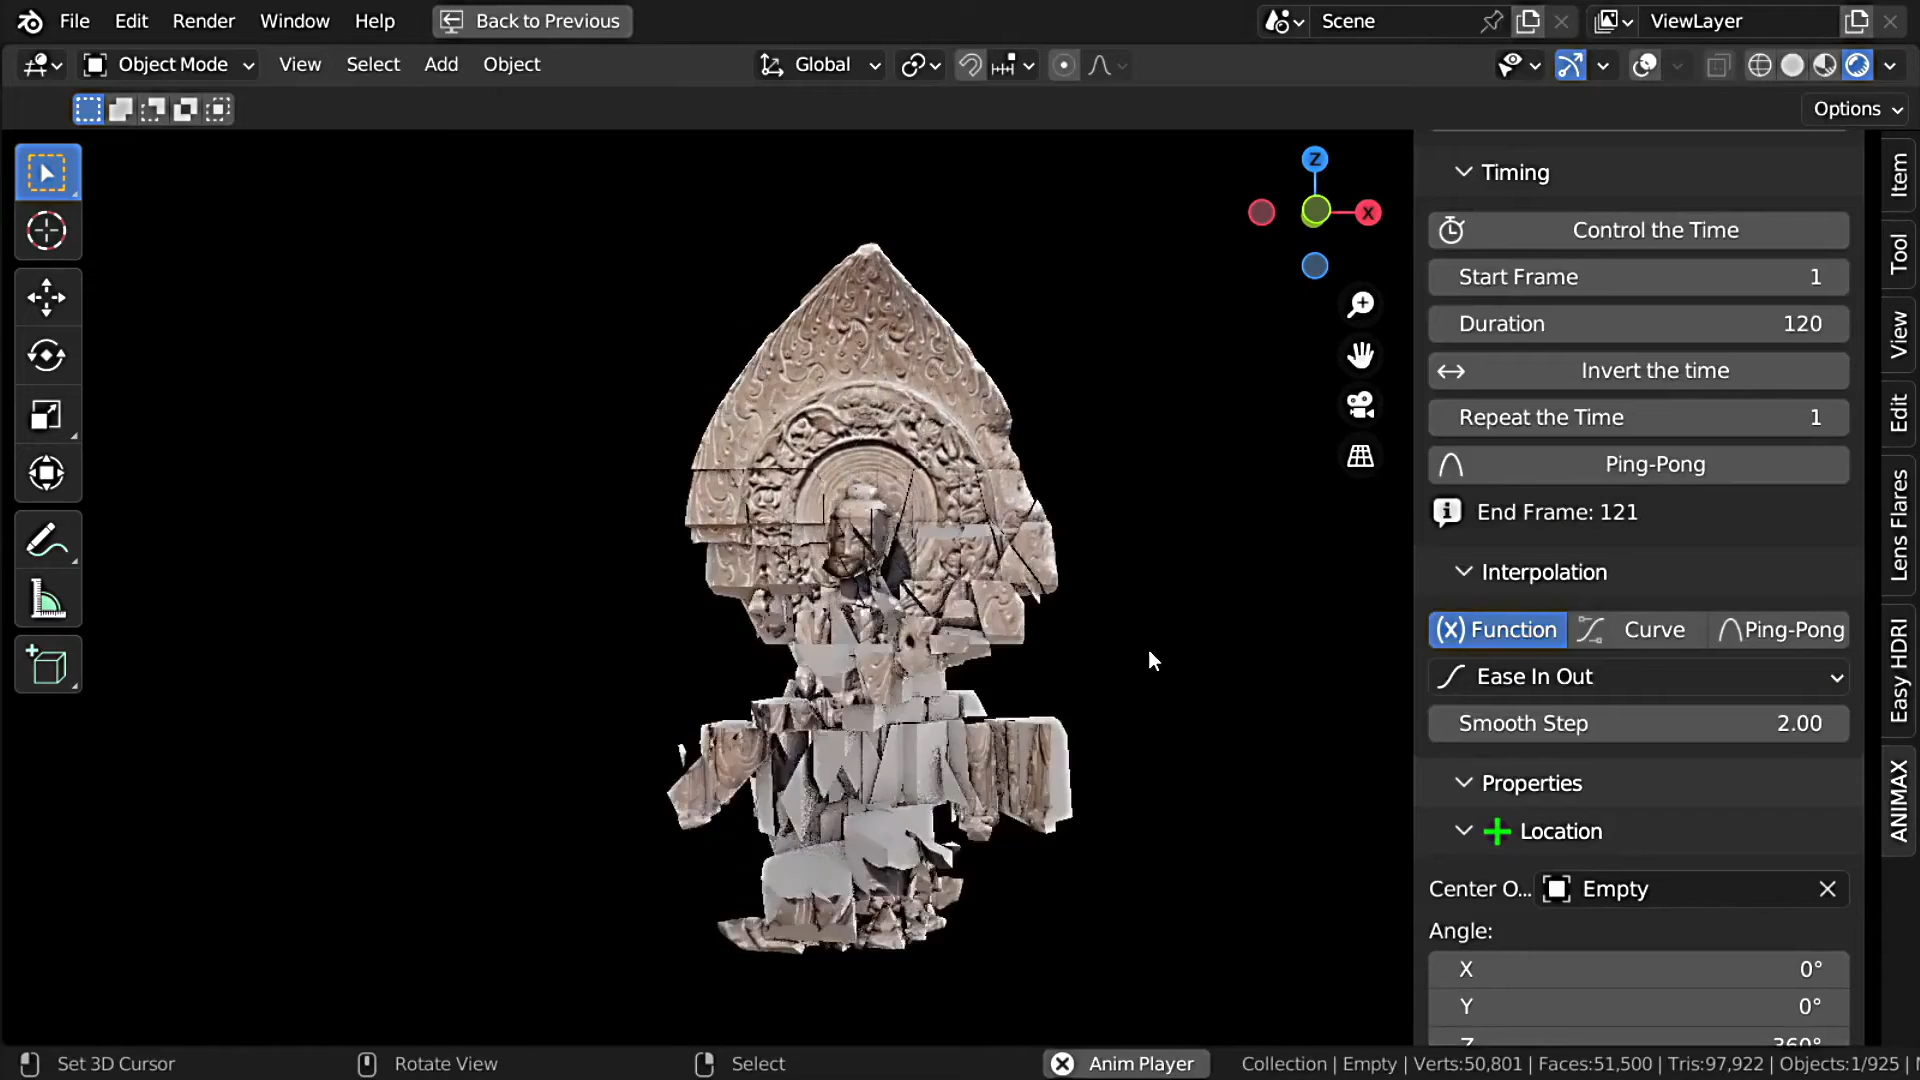 File Edit Render Window Help Back to Previous Scene ViewLayer
Object Mode View Select Add Object Global
Options
Z
X
Item
Tool
View
Edit
Lens Flares
Easy HDRI
ANIMAX
Timing
Control the Time
Start Frame 1
Duration 120
Invert the time
Repeat the Time 1
Ping-Pong
End Frame: 121
Interpolation
(x) Function Curve Ping-Pong
Ease In Out
Smooth Step 2.00
Properties
Location
Center O... Empty
Angle:
X 0°
Y 0°
Z 360°
Set 3D Cursor Rotate View Select Anim Player Collection | Empty | Verts:50,801 | Faces:51,500 | Tris:97,922 | Objects:1/925 |